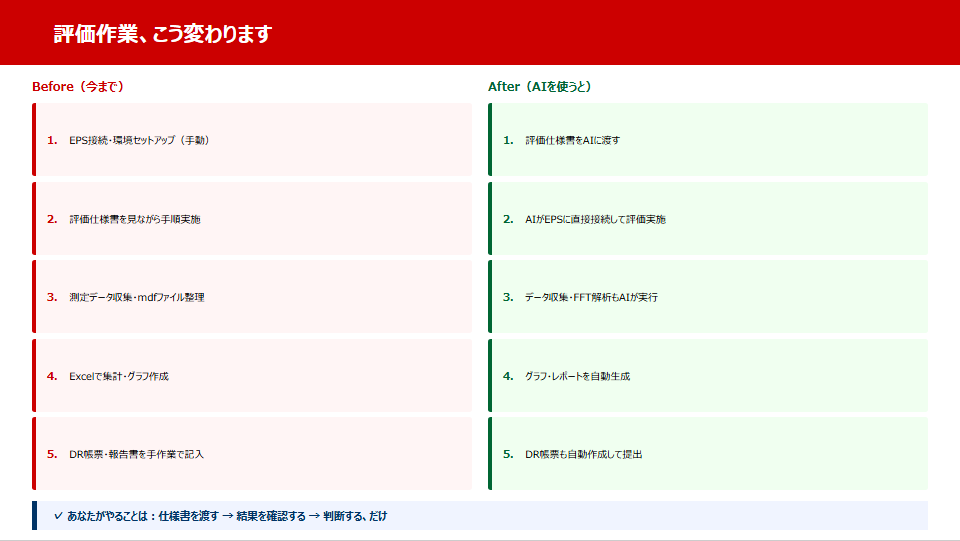 評価作業、こう変わります
Before（今まで）
1. EPS接続・環境セットアップ（手動）
2. 評価仕様書を見ながら手順実施
3. 測定データ収集・mdfファイル整理
4. Excelで集計・グラフ作成
5. DR帳票・報告書を手作業で記入
After（AIを使うと）
1. 評価仕様書をAIに渡す
2. AIがEPSに直接接続して評価実施
3. データ収集・FFT解析もAIが実行
4. グラフ・レポートを自動生成
5. DR帳票も自動作成して提出
✓ あなたがやることは：仕様書を渡す → 結果を確認する → 判断する、だけ